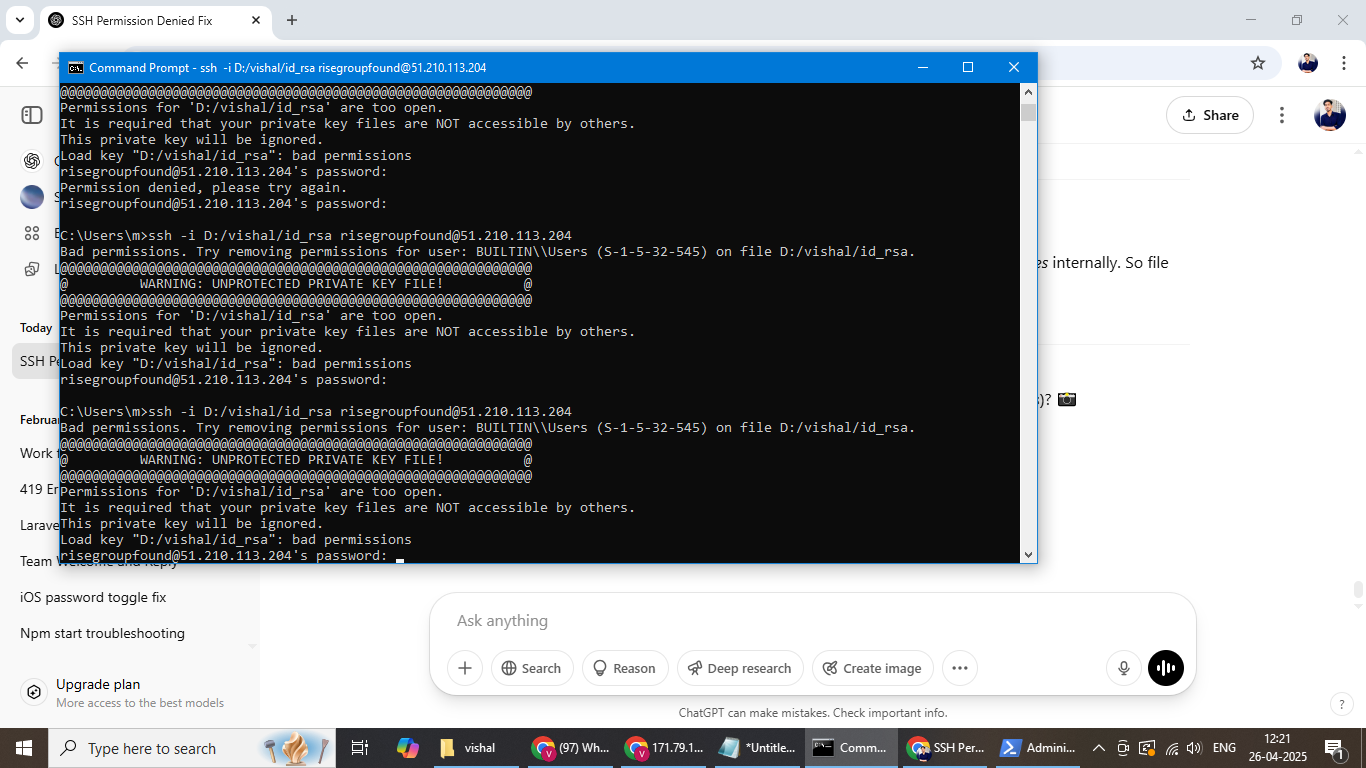 SSH Permission Denied Fix
Command Prompt - ssh  -i D:/vishal/id_rsa risegroupfound@51.210.113.204
@@@@@@@@@@@@@@@@@@@@@@@@@@@@@@@@@@@@@@@@@@@@@@@@@@@@@@@@@@@
Permissions for 'D:/vishal/id_rsa' are too open.
It is required that your private key files are NOT accessible by others.
This private key will be ignored.
Load key "D:/vishal/id_rsa": bad permissions
risegroupfound@51.210.113.204's password:
Permission denied, please try again.
risegroupfound@51.210.113.204's password:
C:\Users\m>ssh -i D:/vishal/id_rsa risegroupfound@51.210.113.204
Bad permissions. Try removing permissions for user: BUILTIN\\Users (S-1-5-32-545) on file D:/vishal/id_rsa.
@@@@@@@@@@@@@@@@@@@@@@@@@@@@@@@@@@@@@@@@@@@@@@@@@@@@@@@@@@@
@         WARNING: UNPROTECTED PRIVATE KEY FILE!          @
@@@@@@@@@@@@@@@@@@@@@@@@@@@@@@@@@@@@@@@@@@@@@@@@@@@@@@@@@@@
Permissions for 'D:/vishal/id_rsa' are too open.
It is required that your private key files are NOT accessible by others.
This private key will be ignored.
Load key "D:/vishal/id_rsa": bad permissions
risegroupfound@51.210.113.204's password:
C:\Users\m>ssh -i D:/vishal/id_rsa risegroupfound@51.210.113.204
Bad permissions. Try removing permissions for user: BUILTIN\\Users (S-1-5-32-545) on file D:/vishal/id_rsa.
@@@@@@@@@@@@@@@@@@@@@@@@@@@@@@@@@@@@@@@@@@@@@@@@@@@@@@@@@@@
@         WARNING: UNPROTECTED PRIVATE KEY FILE!          @
@@@@@@@@@@@@@@@@@@@@@@@@@@@@@@@@@@@@@@@@@@@@@@@@@@@@@@@@@@@
Permissions for 'D:/vishal/id_rsa' are too open.
It is required that your private key files are NOT accessible by others.
This private key will be ignored.
Load key "D:/vishal/id_rsa": bad permissions
risegroupfound@51.210.113.204's password:
Share
es internally. So file
s)? 📸
Today
SSH Pe
Februa
Work
419 Er
Larave
Team Welcome and Reply
iOS password toggle fix
Npm start troubleshooting
Upgrade plan
More access to the best models
Ask anything
Search
Reason
Deep research
Create image
ChatGPT can make mistakes. Check important info.
?
Type here to search
vishal
(97) Wh...
171.79.1...
*Untitle...
Comm...
SSH Per...
Admini...
ENG
12:21
26-04-2025
1